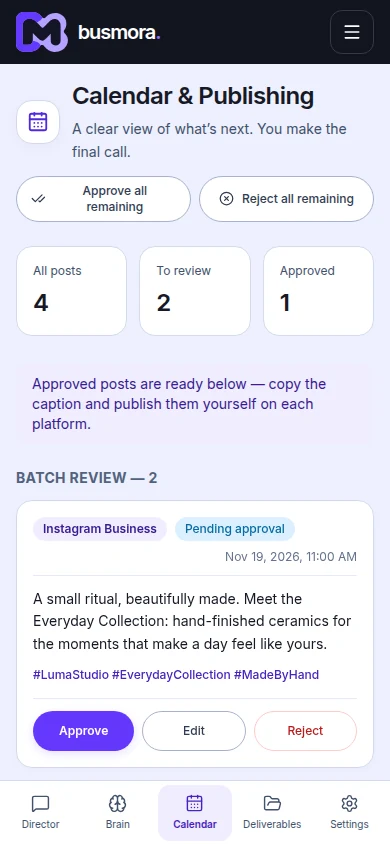 busmora.
Calendar & Publishing
A clear view of what's next. You make the
final call.
Approve all
remaining
Reject all remaining
All posts
4
To review
2
Approved
1
Approved posts are ready below — copy the
caption and publish them yourself on each
platform.
BATCH REVIEW — 2
Instagram Business
Pending approval
Nov 19, 2026, 11:00 AM
A small ritual, beautifully made. Meet the
Everyday Collection: hand-finished ceramics for
the moments that make a day feel like yours.
#LumaStudio #EverydayCollection #MadeByHand
Approve
Edit
Reject
Director
Brain
Calendar
Deliverables
Settings